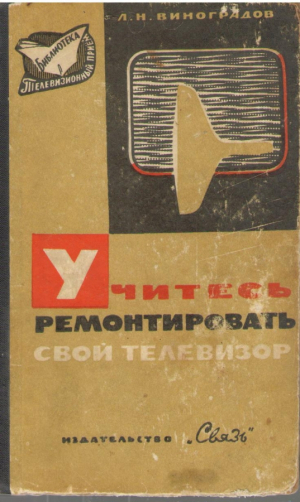 Л.Н. ВИНОГРАДОВ
БИБЛИОТЕКА
ТЕЛЕВИЗИОННЫЙ ПРИЕМ
УЧИТЕСЬ
РЕМОНТИРОВАТЬ
СВОЙ ТЕЛЕВИЗОР
ИЗДАТЕЛЬСТВО „Связь"